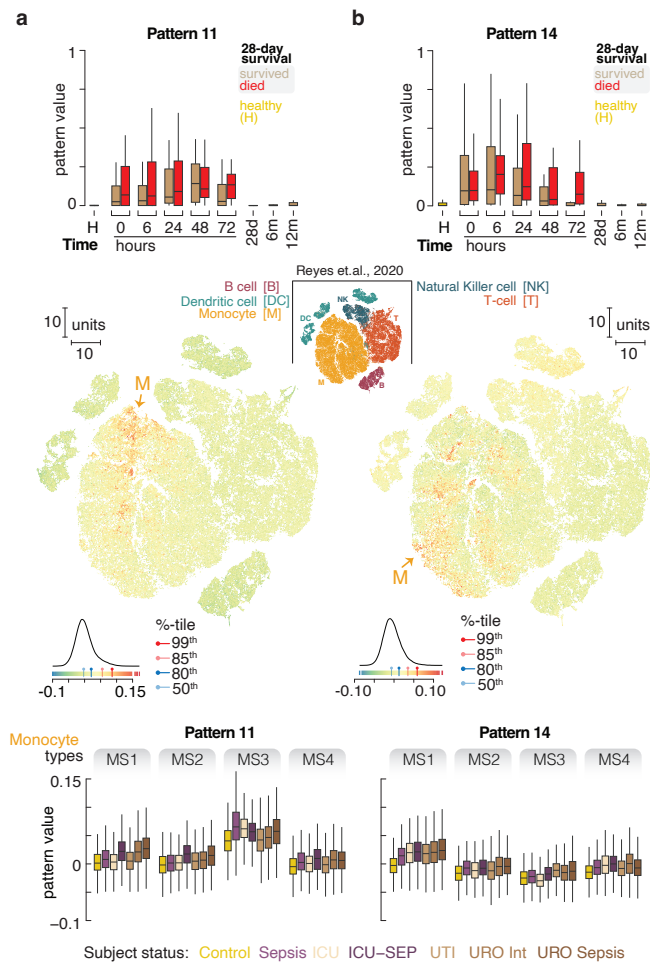 a
b
Pattern 11
Pattern 14
28-day
survival
survived
died
healthy
(H)
28-day
survival
survived
died
healthy
(H)
1
pattern value
0
1
pattern value
0
H 0 6 24 48 72 28d 6m 12m
Time hours
H 0 6 24 48 72 28d 6m 12m
Time hours
Reyes et.al., 2020
B cell [B]
Dendritic cell [DC]
Monocyte [M]
Natural Killer cell [NK]
T-cell [T]
NK
DC
T
M
B
10 units
10
10 units
10
M
M
%-tile
99th
85th
80th
50th
-0.1 0.15
%-tile
99th
85th
80th
50th
-0.10 0.10
Pattern 11
Pattern 14
Monocyte
types
MS1 MS2 MS3 MS4
MS1 MS2 MS3 MS4
0.15
0
-0.1
pattern value
Subject status: Control Sepsis ICU ICU-SEP UTI URO Int URO Sepsis